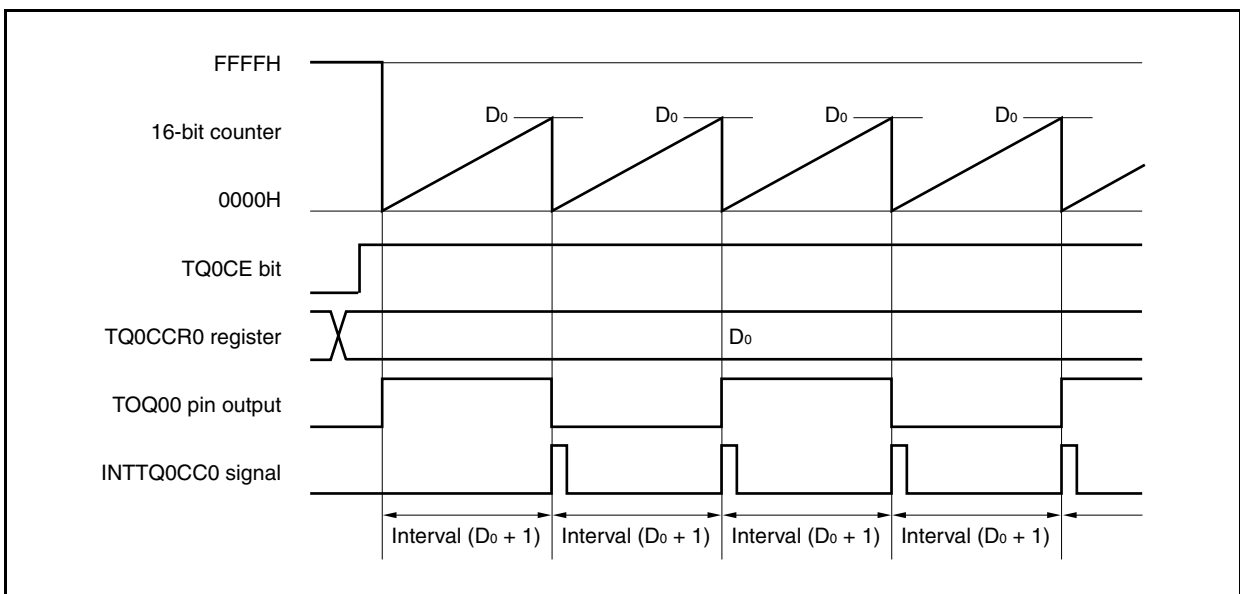 FFFFH
D0 D0 D0 D0
16-bit counter
0000H
TQ0CE bit
TQ0CCR0 register D0
TOQ00 pin output
INTTQ0CC0 signal
Interval (D0 + 1) Interval (D0 + 1) Interval (D0 + 1) Interval (D0 + 1)